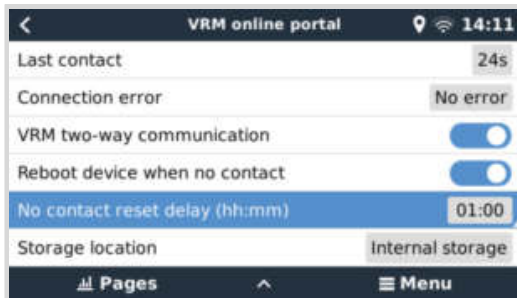 VRM online portal 14:11
Last contact 24s
Connection error No error
VRM two-way communication
Reboot device when no contact
No contact reset delay (hh:mm) 01:00
Storage location Internal storage
Pages Menu